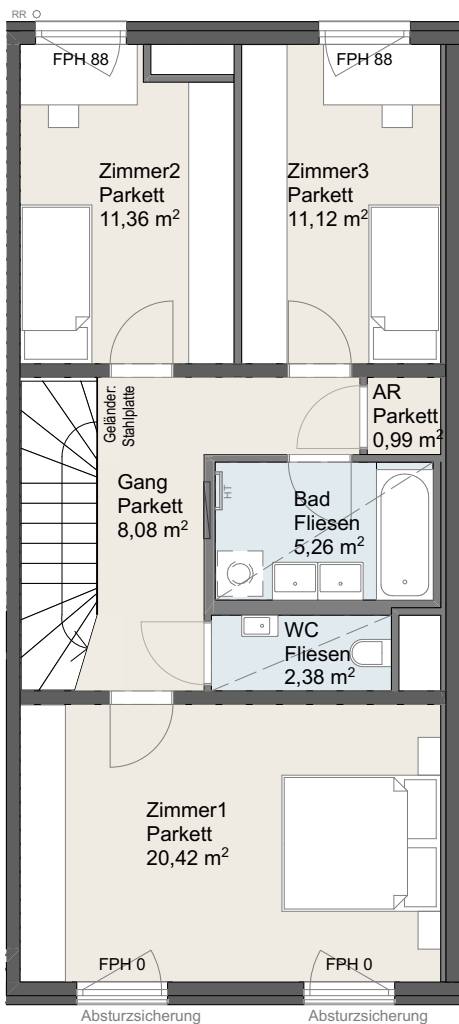 RR
FPH 88
FPH 88
Zimmer2
Parkett
11,36 m²
Zimmer3
Parkett
11,12 m²
Geländer:
Stahlplatte
AR
Parkett
0,99 m²
Gang
Parkett
8,08 m²
HT
Bad
Fliesen
5,26 m²
WC
Fliesen
2,38 m²
Zimmer1
Parkett
20,42 m²
FPH 0
FPH 0
Absturzsicherung
Absturzsicherung